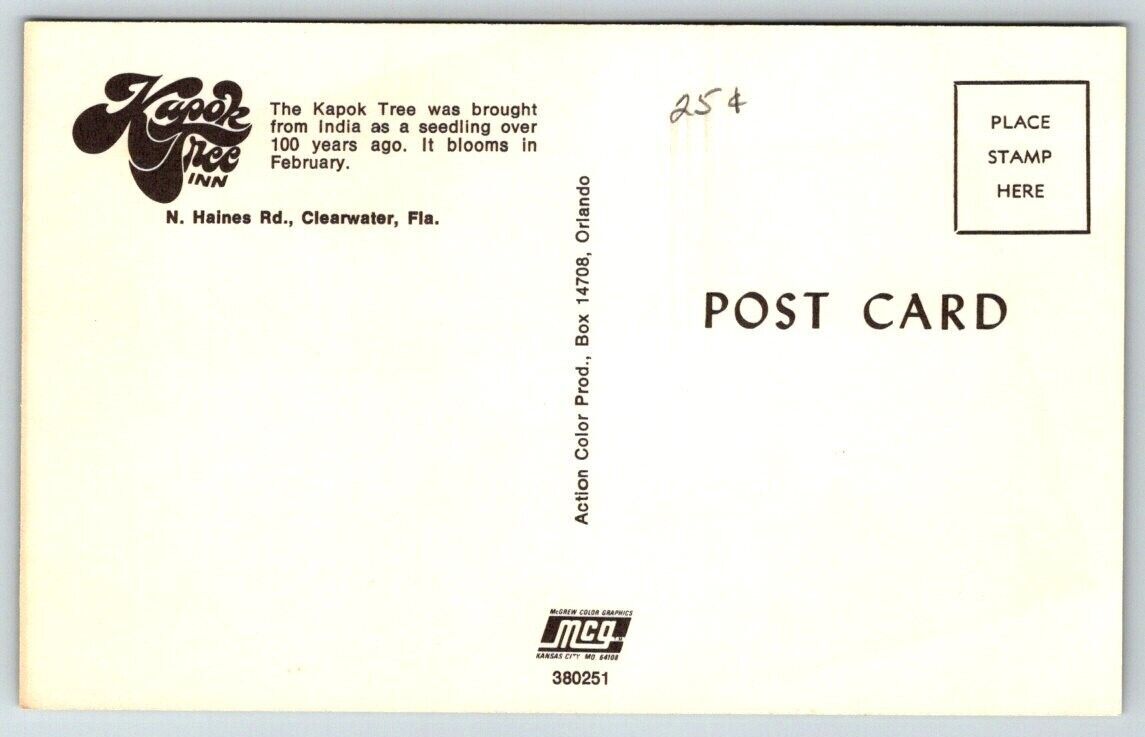 Kapok
Tree
INN
The Kapok Tree was brought
from India as a seedling over
100 years ago. It blooms in
February.
N. Haines Rd., Clearwater, Fla.
Action Color Prod., Box 14708, Orlando
25¢
PLACE
STAMP
HERE
POST CARD
McGREW COLOR GRAPHICS
mcg
KANSAS CITY MO. 64108
380251